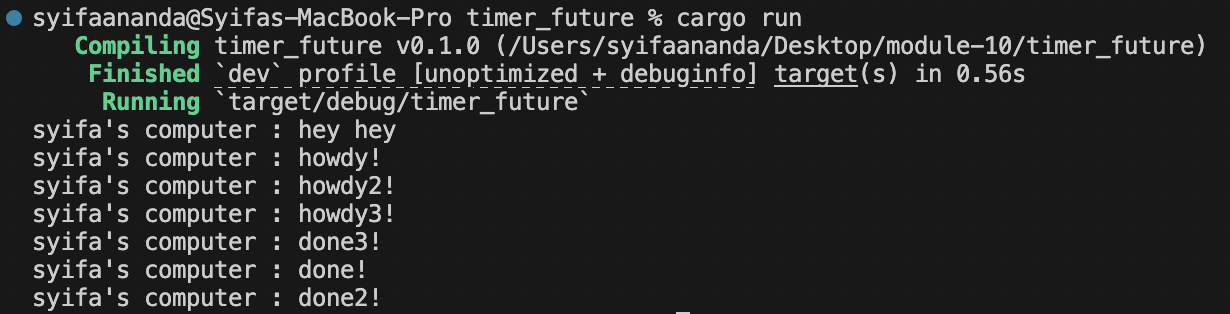 syifaananda@Syifas-MacBook-Pro timer_future % cargo run
Compiling timer_future v0.1.0 (/Users/syifaananda/Desktop/module-10/timer_future)
Finished `dev` profile [unoptimized + debuginfo] target(s) in 0.56s
Running `target/debug/timer_future`
syifa's computer : hey hey
syifa's computer : howdy!
syifa's computer : howdy2!
syifa's computer : howdy3!
syifa's computer : done3!
syifa's computer : done!
syifa's computer : done2!